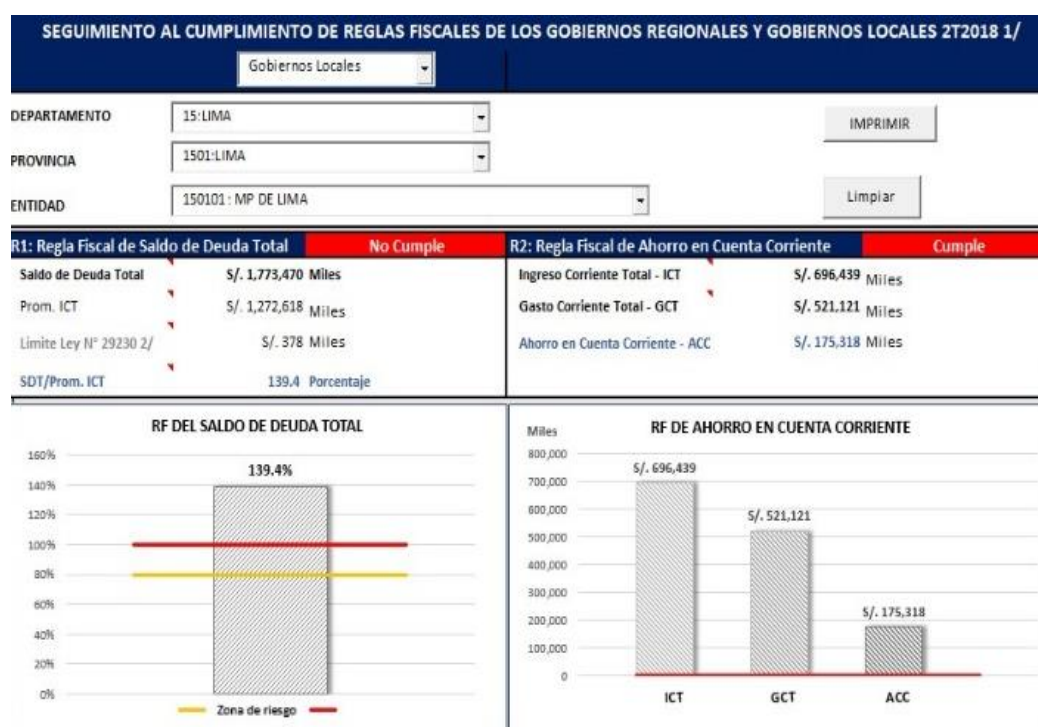 SEGUIMIENTO AL CUMPLIMIENTO DE REGLAS FISCALES DE LOS GOBIERNOS REGIONALES Y GOBIERNOS LOCALES 2T2018 1/
Gobiernos Locales
DEPARTAMENTO 15:LIMA IMPRIMIR
PROVINCIA 1501:LIMA
ENTIDAD 150101 : MP DE LIMA Limpiar
R1: Regla Fiscal de Saldo de Deuda Total No Cumple
Saldo de Deuda Total S/. 1,773,470 Miles
Prom. ICT S/. 1,272,618 Miles
Limite Ley N° 29230 2/ S/. 378 Miles
SDT/Prom. ICT 139.4 Porcentaje
R2: Regla Fiscal de Ahorro en Cuenta Corriente Cumple
Ingreso Corriente Total - ICT S/. 696,439 Miles
Gasto Corriente Total - GCT S/. 521,121 Miles
Ahorro en Cuenta Corriente - ACC S/. 175,318 Miles
RF DEL SALDO DE DEUDA TOTAL
160%
139.4%
140%
120%
100%
80%
60%
40%
20%
0%
Zona de riesgo
RF DE AHORRO EN CUENTA CORRIENTE
Miles
800,000
S/. 696,439
700,000
600,000
S/. 521,121
500,000
400,000
300,000
S/. 175,318
200,000
100,000
0
ICT GCT ACC